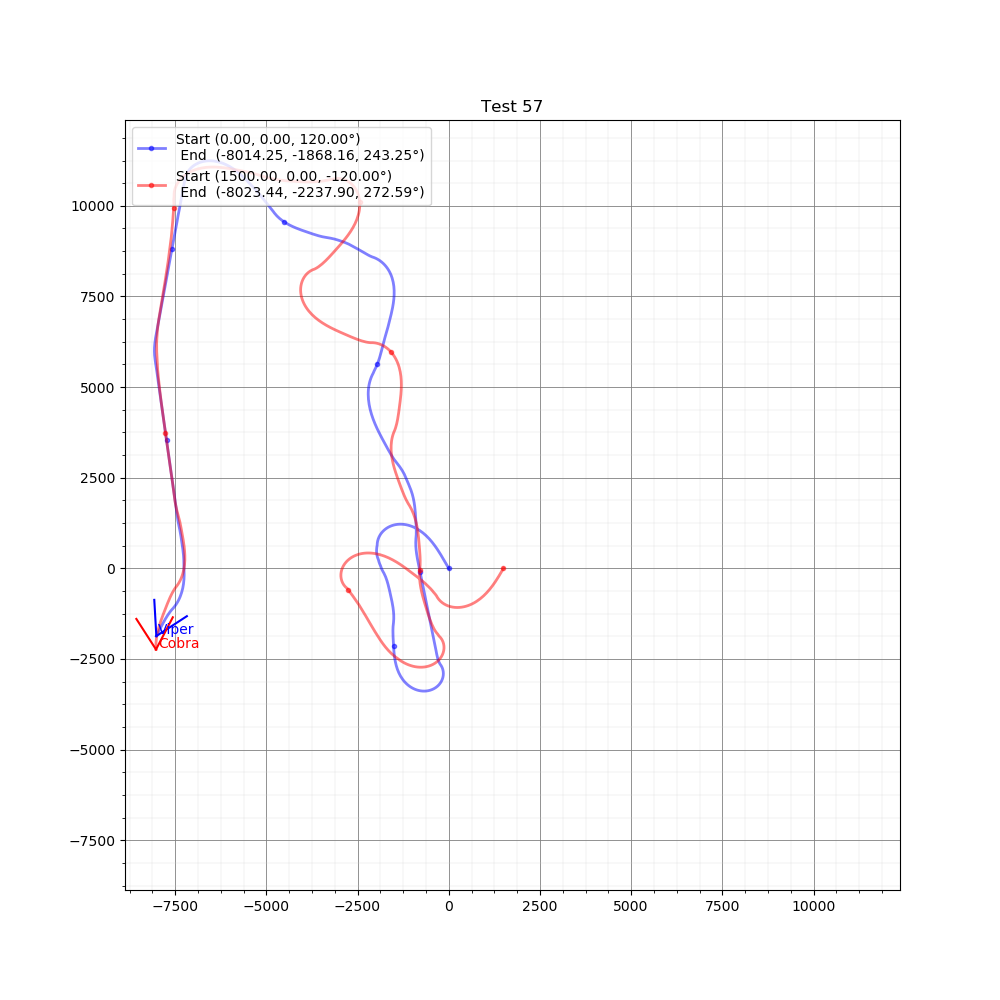 Test 57
Start (0.00, 0.00, 120.00°)
End  (-8014.25, -1868.16, 243.25°)
Start (1500.00, 0.00, -120.00°)
End  (-8023.44, -2237.90, 272.59°)
10000
7500
5000
2500
0
−2500
−5000
−7500
Viper
Cobra
−7500 −5000 −2500 0 2500 5000 7500 10000